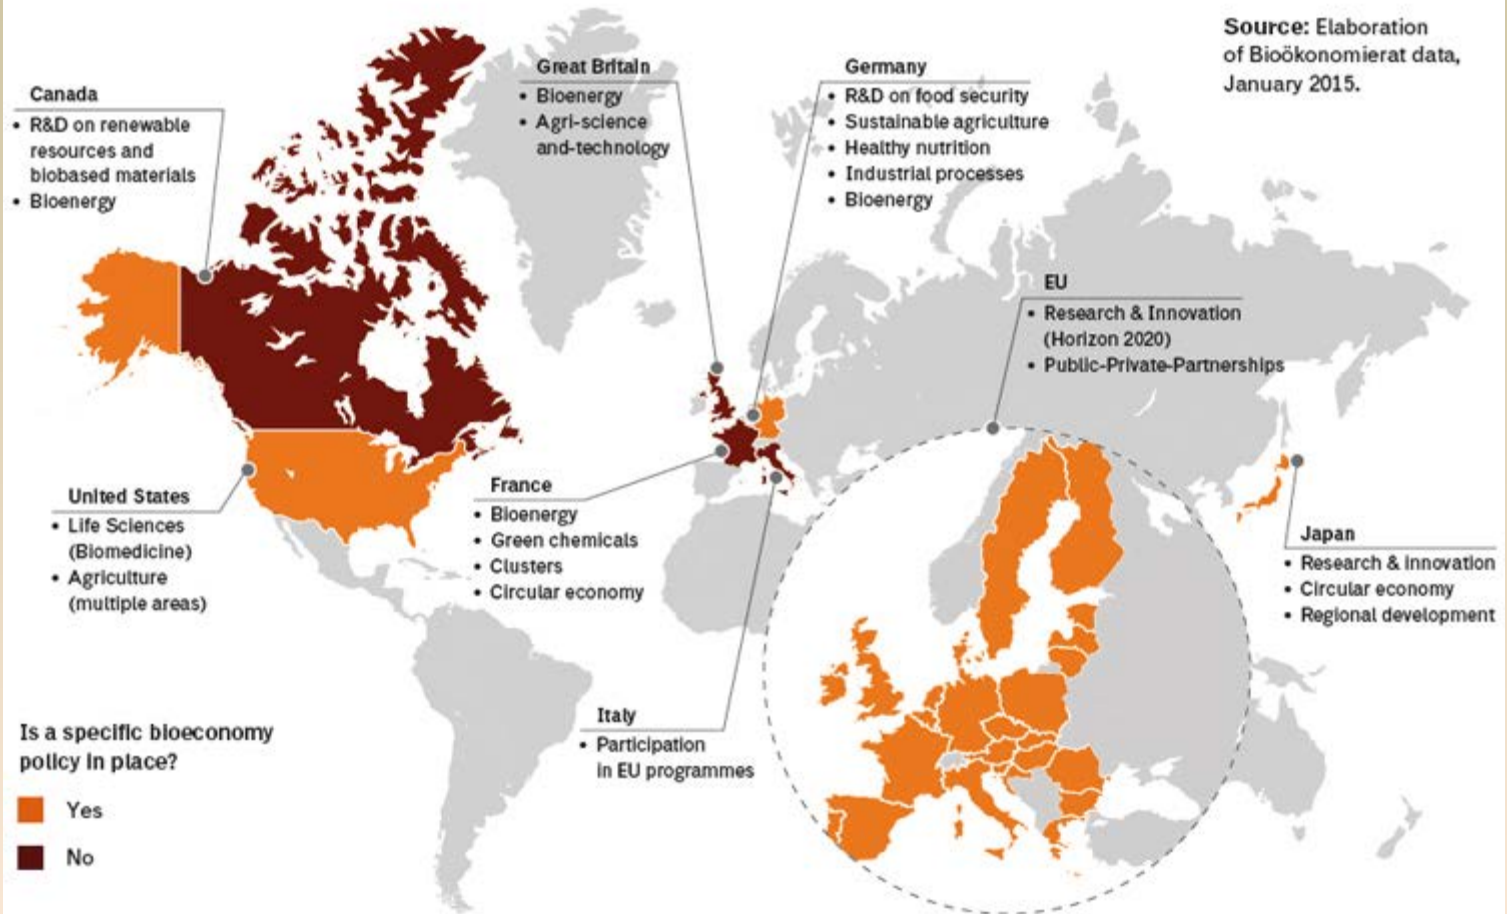 Source: Elaboration
of Bioökonomierat data,
January 2015.
Canada
• R&D on renewable
resources and
biobased materials
• Bioenergy
Great Britain
• Bioenergy
• Agri-science
and-technology
Germany
• R&D on food security
• Sustainable agriculture
• Healthy nutrition
• Industrial processes
• Bioenergy
EU
• Research & Innovation
(Horizon 2020)
• Public-Private-Partnerships
United States
• Life Sciences
(Biomedicine)
• Agriculture
(multiple areas)
France
• Bioenergy
• Green chemicals
• Clusters
• Circular economy
Japan
• Research & innovation
• Circular economy
• Regional development
Italy
• Participation
in EU programmes
Is a specific bioeconomy
policy in place?
Yes
No